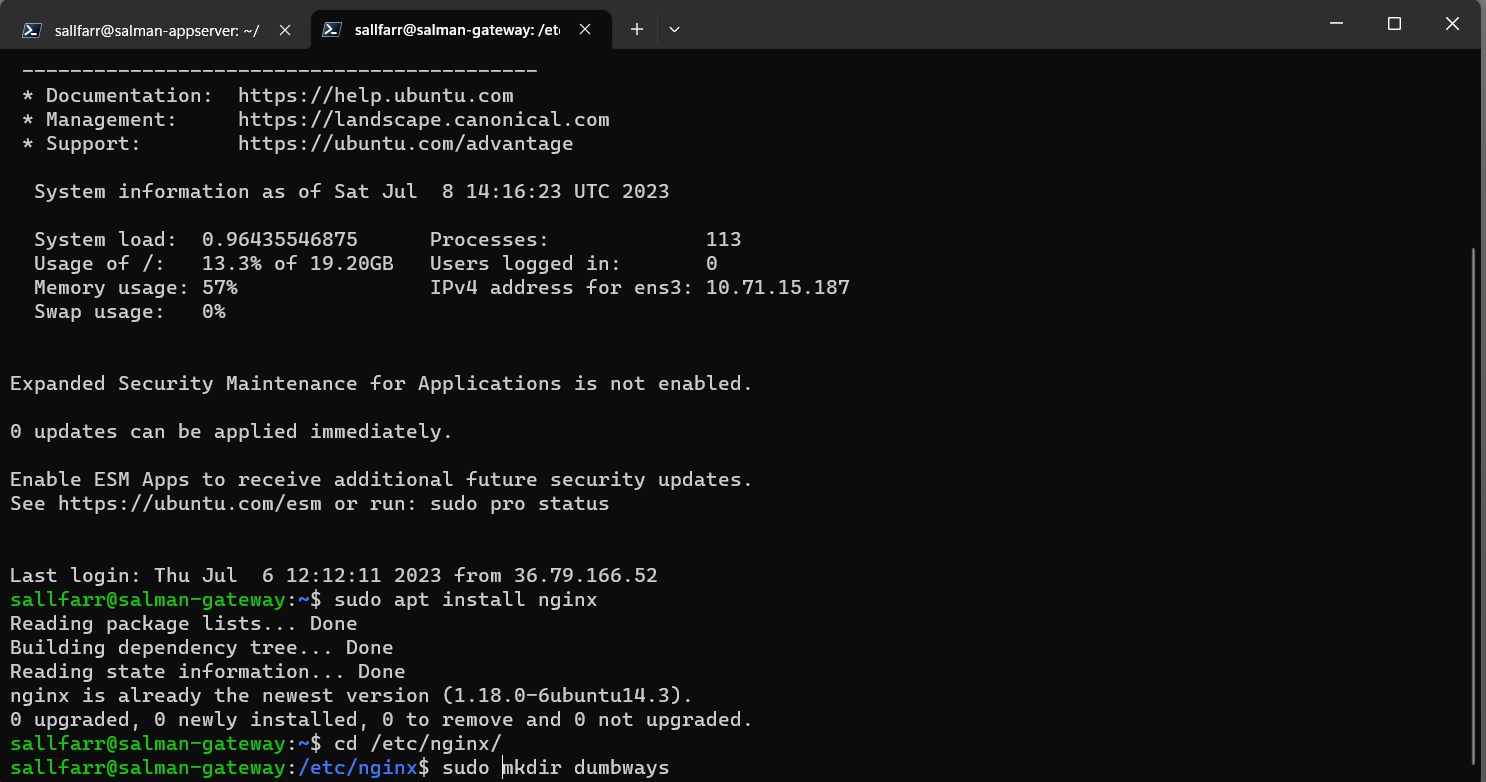 sallfarr@salman-appserver: ~/
sallfarr@salman-gateway: /etc
------------------------------------------
* Documentation:  https://help.ubuntu.com
* Management:     https://landscape.canonical.com
* Support:        https://ubuntu.com/advantage
System information as of Sat Jul  8 14:16:23 UTC 2023
System load:  0.96435546875      Processes:             113
Usage of /:   13.3% of 19.20GB   Users logged in:       0
Memory usage: 57%                IPv4 address for ens3: 10.71.15.187
Swap usage:   0%
Expanded Security Maintenance for Applications is not enabled.
0 updates can be applied immediately.
Enable ESM Apps to receive additional future security updates.
See https://ubuntu.com/esm or run: sudo pro status
Last login: Thu Jul  6 12:12:11 2023 from 36.79.166.52
sallfarr@salman-gateway:~$ sudo apt install nginx
Reading package lists... Done
Building dependency tree... Done
Reading state information... Done
nginx is already the newest version (1.18.0-6ubuntu14.3).
0 upgraded, 0 newly installed, 0 to remove and 0 not upgraded.
sallfarr@salman-gateway:~$ cd /etc/nginx/
sallfarr@salman-gateway:/etc/nginx$ sudo mkdir dumbways